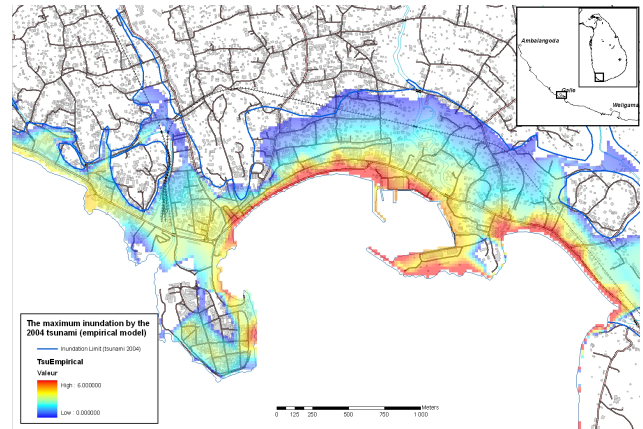 Ambalangoda
Galle
Weligama
The maximum inundation by the
2004 tsunami (empirical model)
Inundation Limit (tsunami 2004)
TsuEmpirical
Valeur
High : 6.000000
Low : 0.000000
Meters
0 125 250 500 750 1 000